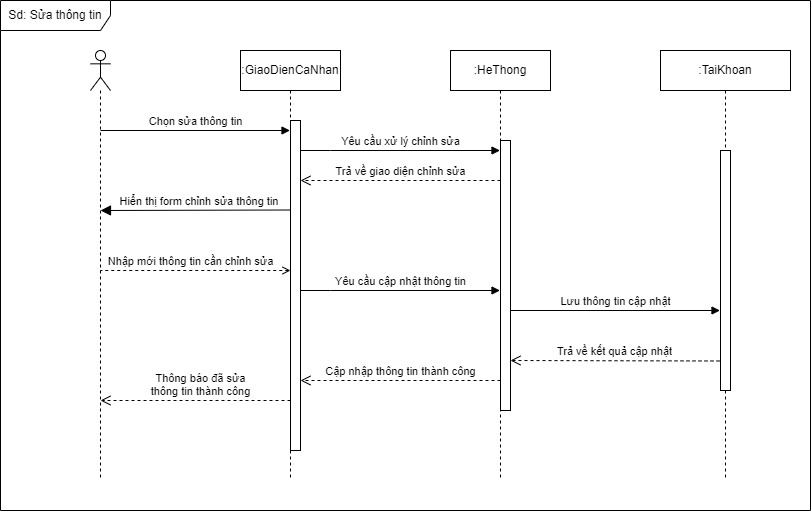 Sd: Sửa thông tin
:GiaoDienCaNhan
:HeThong
:TaiKhoan
Chọn sửa thông tin
Yêu cầu xử lý chỉnh sửa
Trả về giao diện chỉnh sửa
Hiển thị form chỉnh sửa thông tin
Nhập mới thông tin cần chỉnh sửa
Yêu cầu cập nhật thông tin
Lưu thông tin cập nhật
Trả về kết quả cập nhật
Cập nhập thông tin thành công
Thông báo đã sửa
thông tin thành công